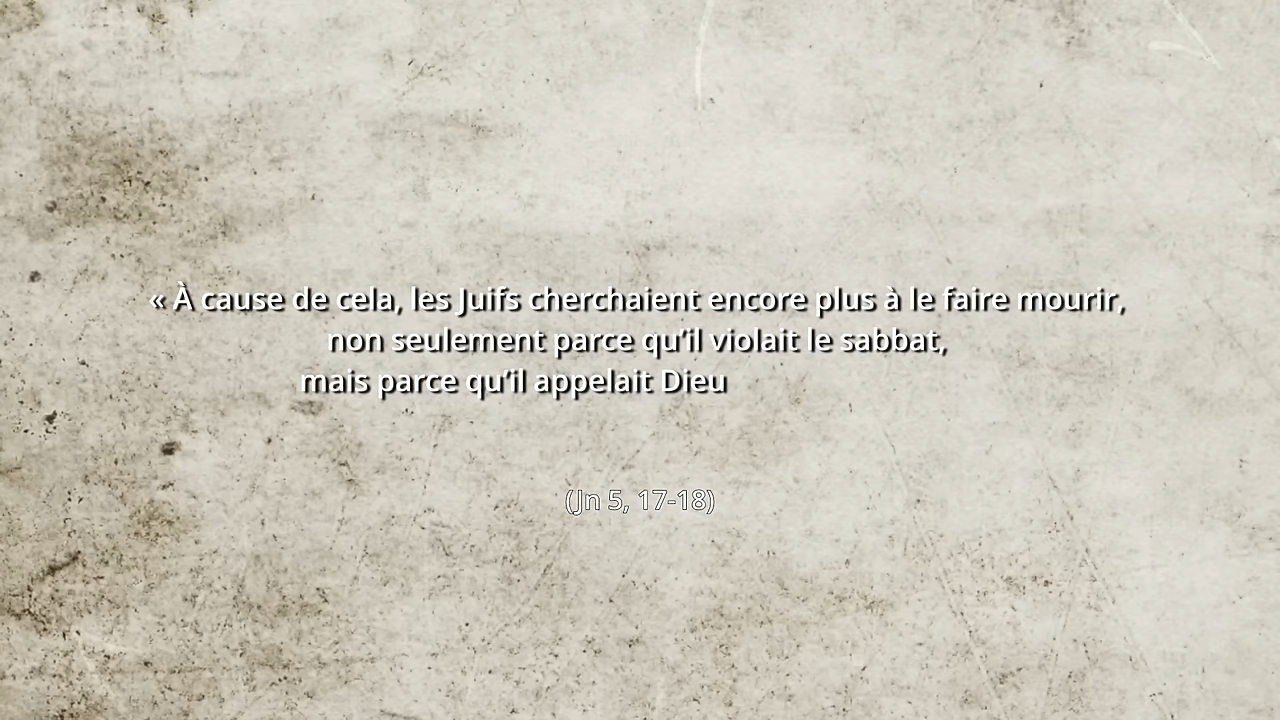 « À cause de cela, les Juifs cherchaient encore plus à le faire mourir,
non seulement parce qu’il violait le sabbat,
mais parce qu’il appelait Dieu
(Jn 5, 17-18)